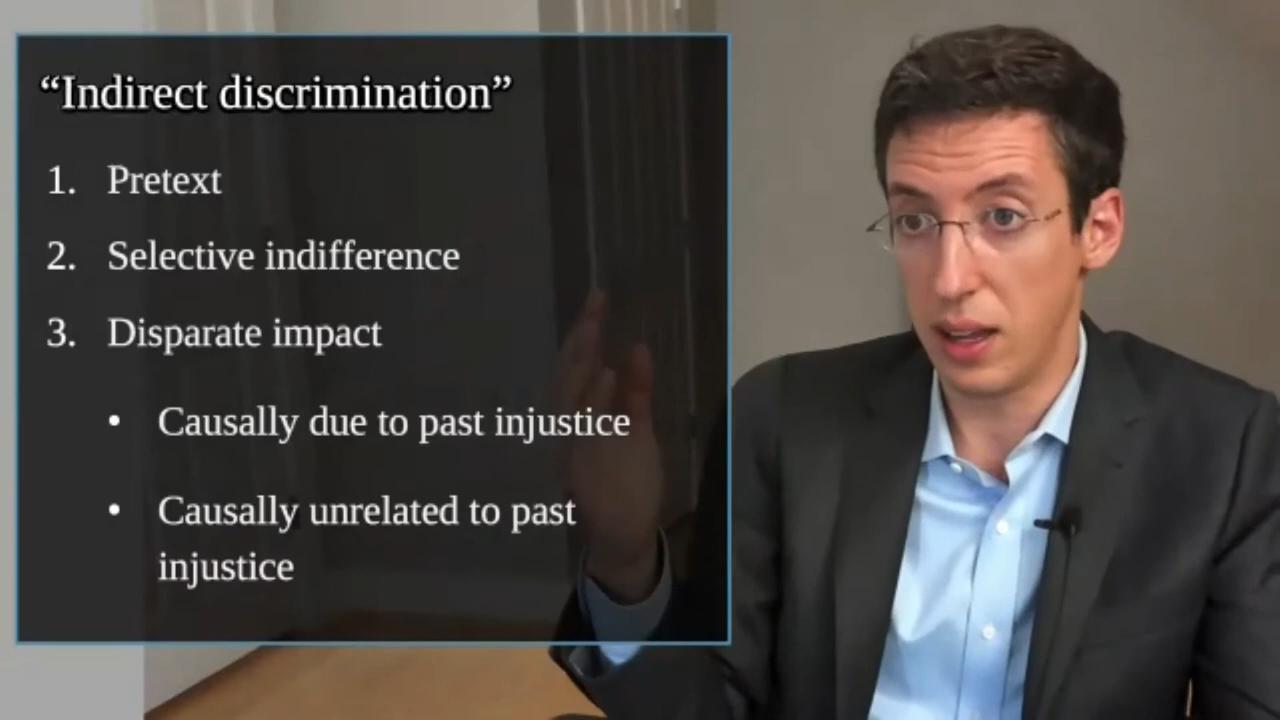 “Indirect discrimination”
1. Pretext
2. Selective indifference
3. Disparate impact
• Causally due to past injustice
• Causally unrelated to past
injustice